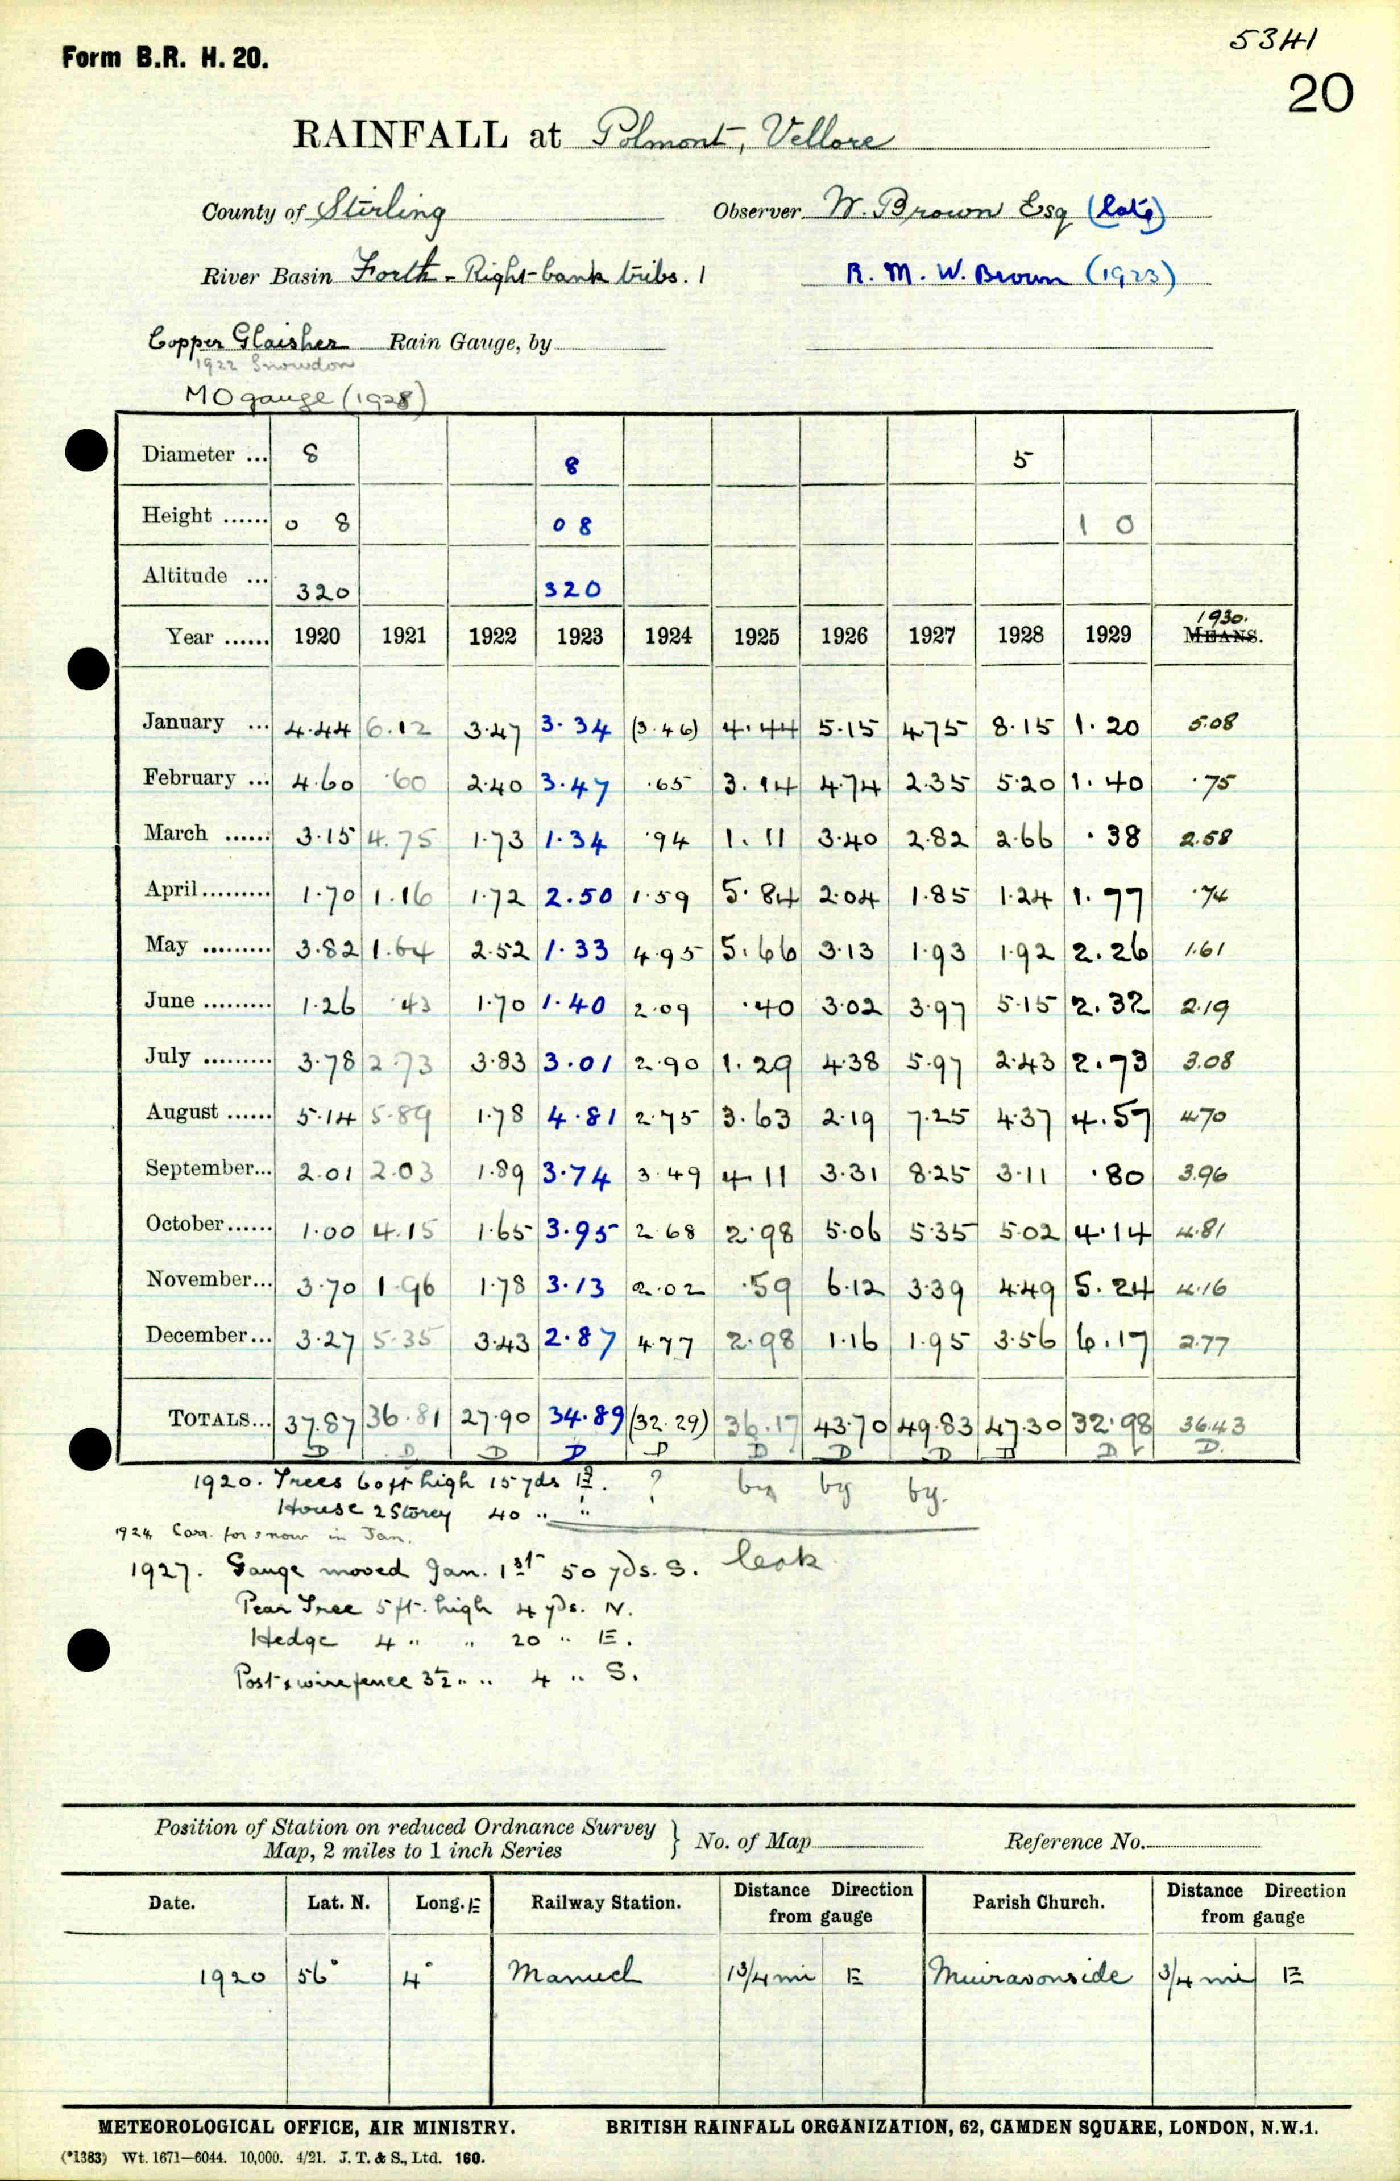 5341
Form B.R. H. 20.
20
RAINFALL at Polmont, Vellore
County of Stirling Observer W. Brown Esq (late)
River Basin Forth - Right-bank tribs. 1 R. M. W. Brown (1923)
Copper Glaisher Rain Gauge, by
1922 Snowdon
MO gauge (1928)
Diameter ... 8 8 5
Height ...... 0 8 0 8 1 0
Altitude ... 320 320
1930.
Year ...... 1920 1921 1922 1923 1924 1925 1926 1927 1928 1929 MEANS.
January ... 4.44 6.12 3.47 3.34 (3.46) 4.44 5.15 4.75 8.15 1.20 5.08
February ... 4.60 .60 2.40 3.47 .65 3.14 4.74 2.35 5.20 1.40 .75
March ...... 3.15 4.75 1.73 1.34 .94 1.11 3.40 2.82 2.66 .38 2.58
April ......... 1.70 1.16 1.72 2.50 1.59 5.84 2.04 1.85 1.24 1.77 .74
May ......... 3.82 1.64 2.52 1.33 4.95 5.66 3.13 1.93 1.92 2.26 1.61
June ......... 1.26 .43 1.70 1.40 2.09 .40 3.02 3.97 5.15 2.32 2.19
July ......... 3.78 2.73 3.83 3.01 2.90 1.29 4.38 5.97 2.43 2.73 3.08
August ...... 5.14 5.89 1.78 4.81 2.75 3.63 2.19 7.25 4.37 4.57 4.70
September... 2.01 2.03 1.89 3.74 3.49 4.11 3.31 8.25 3.11 .80 3.96
October...... 1.00 4.15 1.65 3.95 2.68 2.98 5.06 5.35 5.02 4.14 4.81
November... 3.70 1.96 1.78 3.13 2.02 .59 6.12 3.39 4.49 5.24 4.16
December... 3.27 5.35 3.43 2.87 4.77 2.98 1.16 1.95 3.56 6.17 2.77
TOTALS... 37.87 36.81 27.90 34.89 (32.29) 36.17 43.70 49.83 47.30 32.98 36.43
D D D D D D D D D D D.
1920. Trees 60 ft high 15 yds E. ? by by by.
House 2 Storey 40 " "
1924 Corr. for snow in Jan.
1927. Gauge moved Jan. 1st 50 yds. S. leak
Pear Tree 5 ft. high 4 yds. N.
Hedge 4 " " 20 " E.
Post & wire fence 3½ " " 4 " S.
Position of Station on reduced Ordnance Survey
Map, 2 miles to 1 inch Series } No. of Map Reference No.
Date. Lat. N. Long. E Railway Station. Distance Direction from gauge Parish Church. Distance Direction from gauge
1920 56° 4° Manuel 1 3/4 mi E Muiravonside 3/4 mi E
METEOROLOGICAL OFFICE, AIR MINISTRY. BRITISH RAINFALL ORGANIZATION, 62, CAMDEN SQUARE, LONDON, N.W.1.
(*1383) Wt. 1671—6044. 10,000. 4/21. J. T. & S., Ltd. 160.